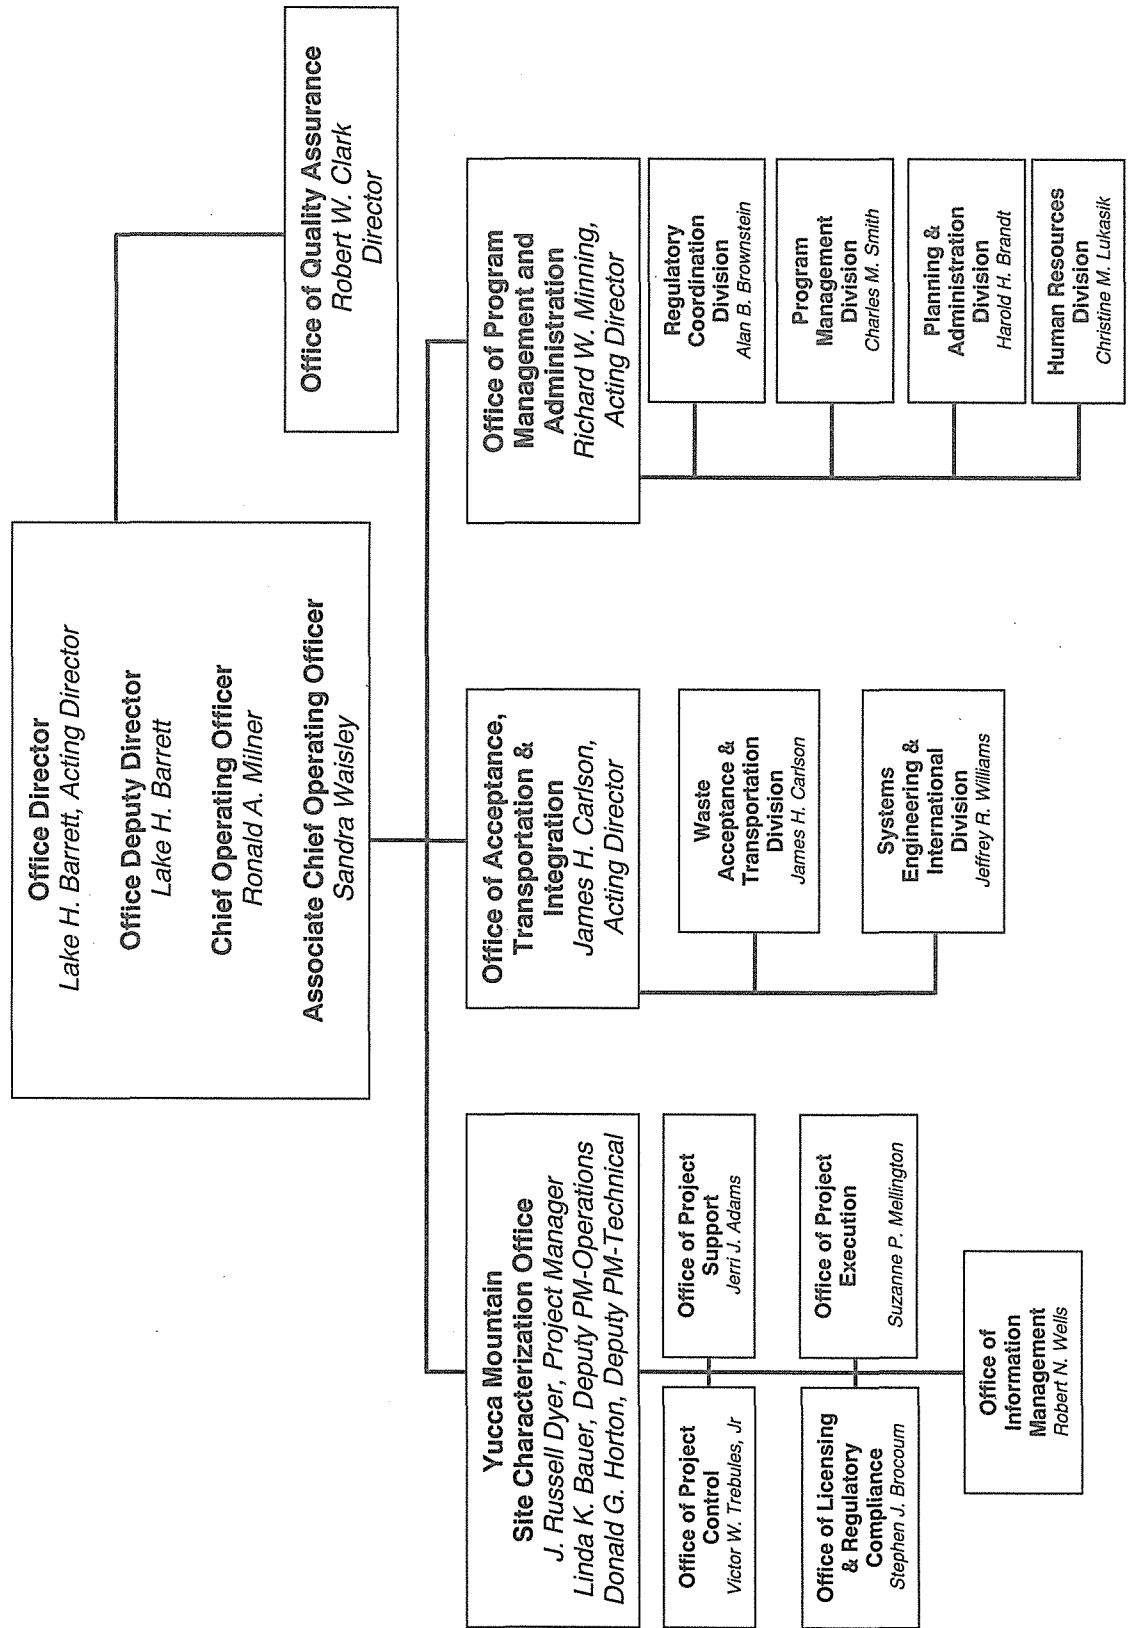 Office Director
Lake H. Barrett, Acting Director
Office Deputy Director
Lake H. Barrett
Chief Operating Officer
Ronald A. Milner
Associate Chief Operating Officer
Sandra Waisley
Office of Quality Assurance
Robert W. Clark
Director
Yucca Mountain
Site Characterization Office
J. Russell Dyer, Project Manager
Linda K. Bauer, Deputy PM-Operations
Donald G. Horton, Deputy PM-Technical
Office of Project
Control
Victor W. Trebules, Jr
Office of Project
Support
Jerri J. Adams
Office of Licensing
& Regulatory
Compliance
Stephen J. Brocoum
Office of Project
Execution
Suzanne P. Mellington
Office of
Information
Management
Robert N. Wells
Office of Acceptance,
Transportation &
Integration
James H. Carlson,
Acting Director
Waste
Acceptance &
Transportation
Division
James H. Carlson
Systems
Engineering &
International
Division
Jeffrey R. Williams
Office of Program
Management and
Administration
Richard W. Minning,
Acting Director
Regulatory
Coordination
Division
Alan B. Brownstein
Program
Management
Division
Charles M. Smith
Planning &
Administration
Division
Harold H. Brandt
Human Resources
Division
Christine M. Lukasik